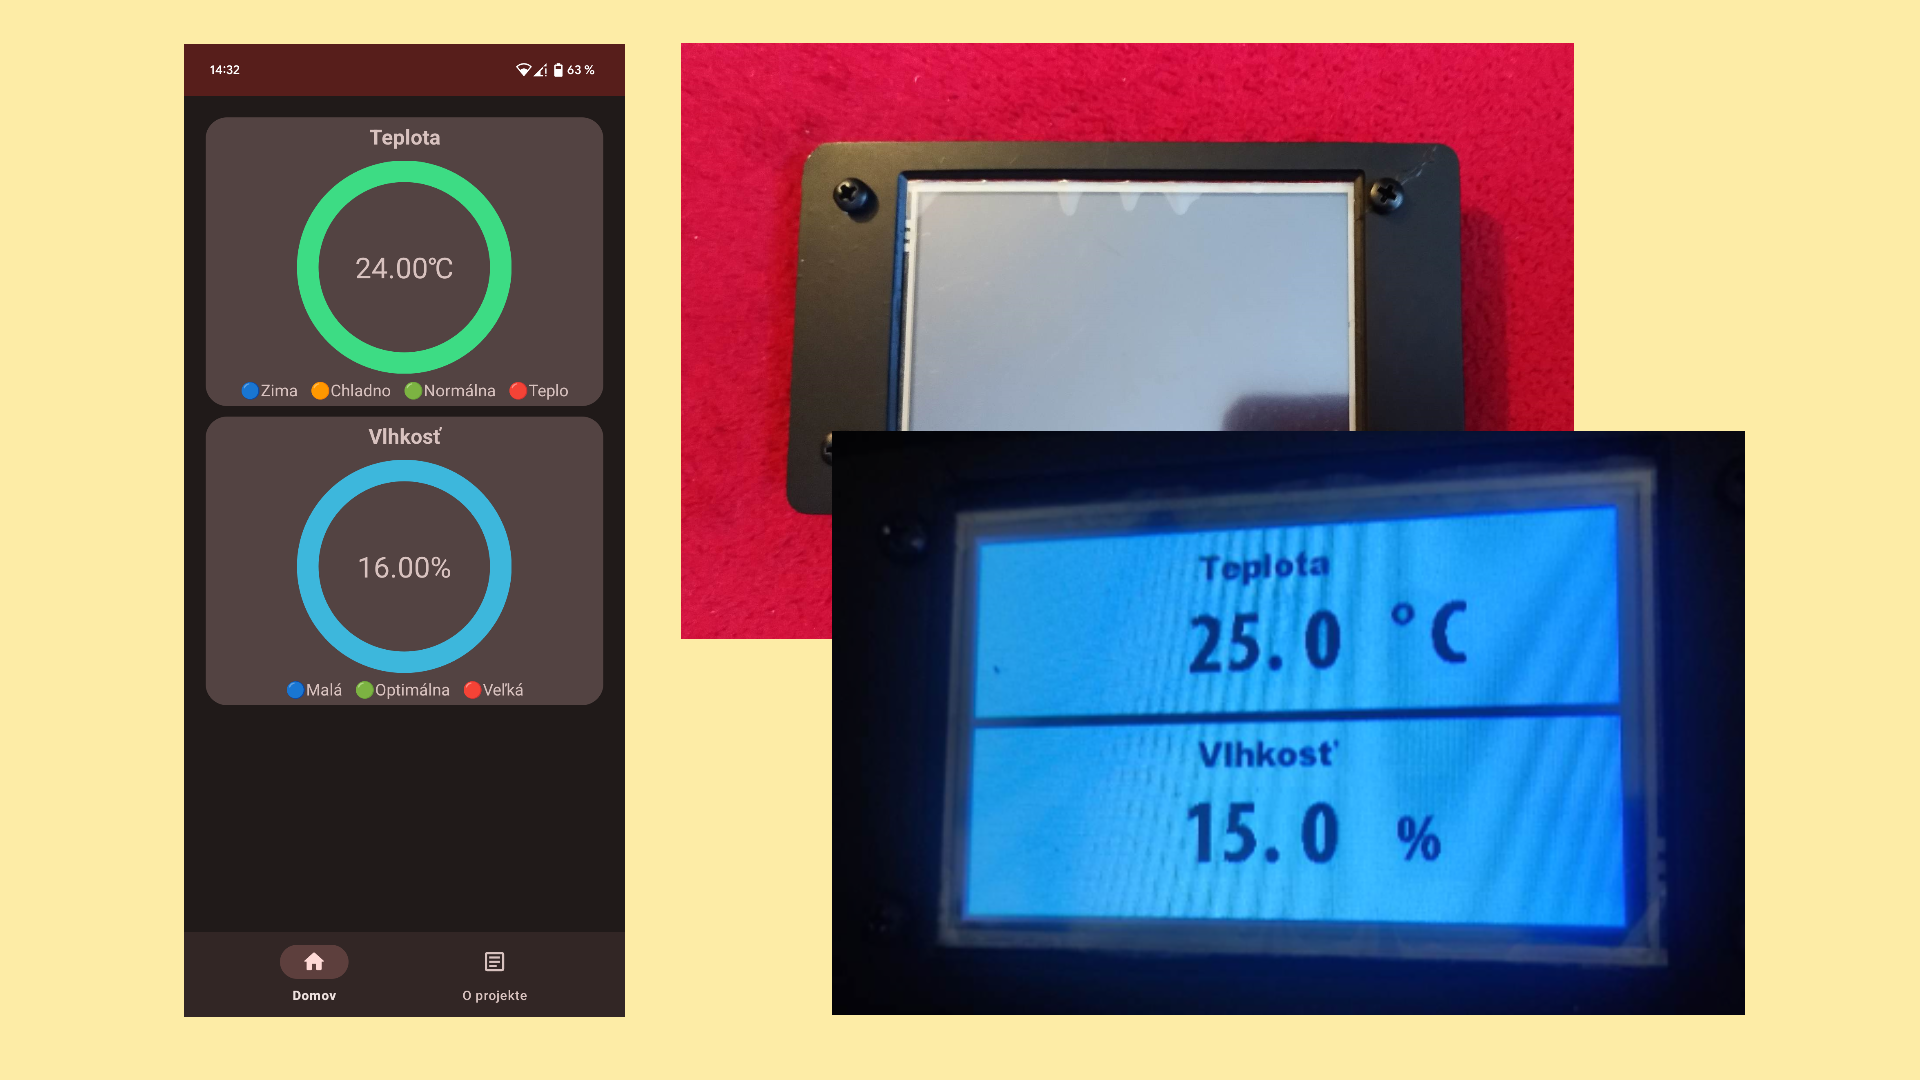 14:32
63 %
Teplota
24.00℃
Zima Chladno Normálna Teplo
Vlhkosť
16.00%
Malá Optimálna Veľká
Domov O projekte
Teplota
25.0 °C
Vlhkosť
15.0 %